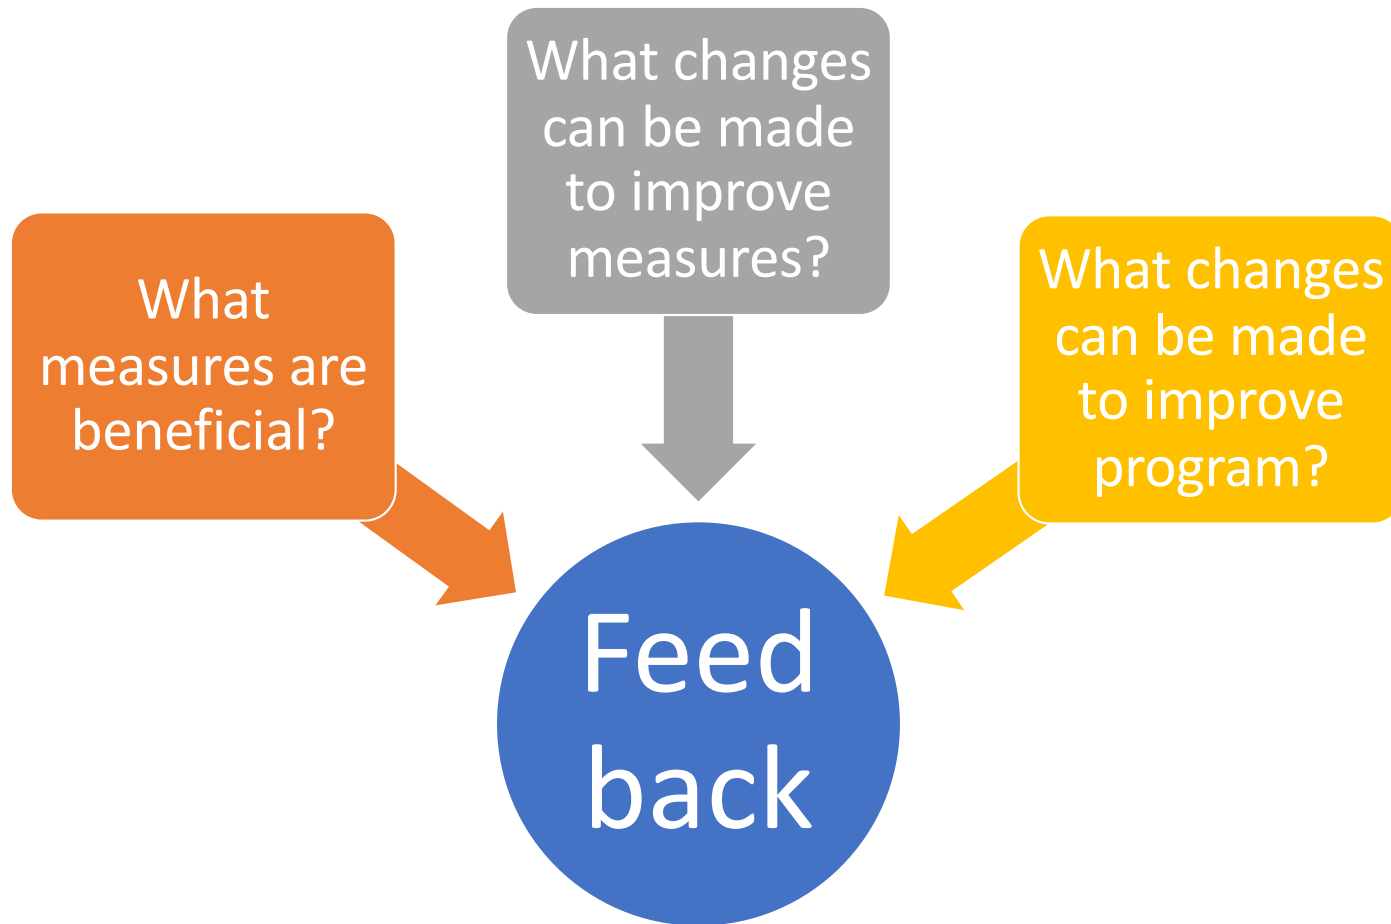 What
measures are
beneficial?
What changes
can be made
to improve
measures?
What changes
can be made
to improve
program?
Feed
back